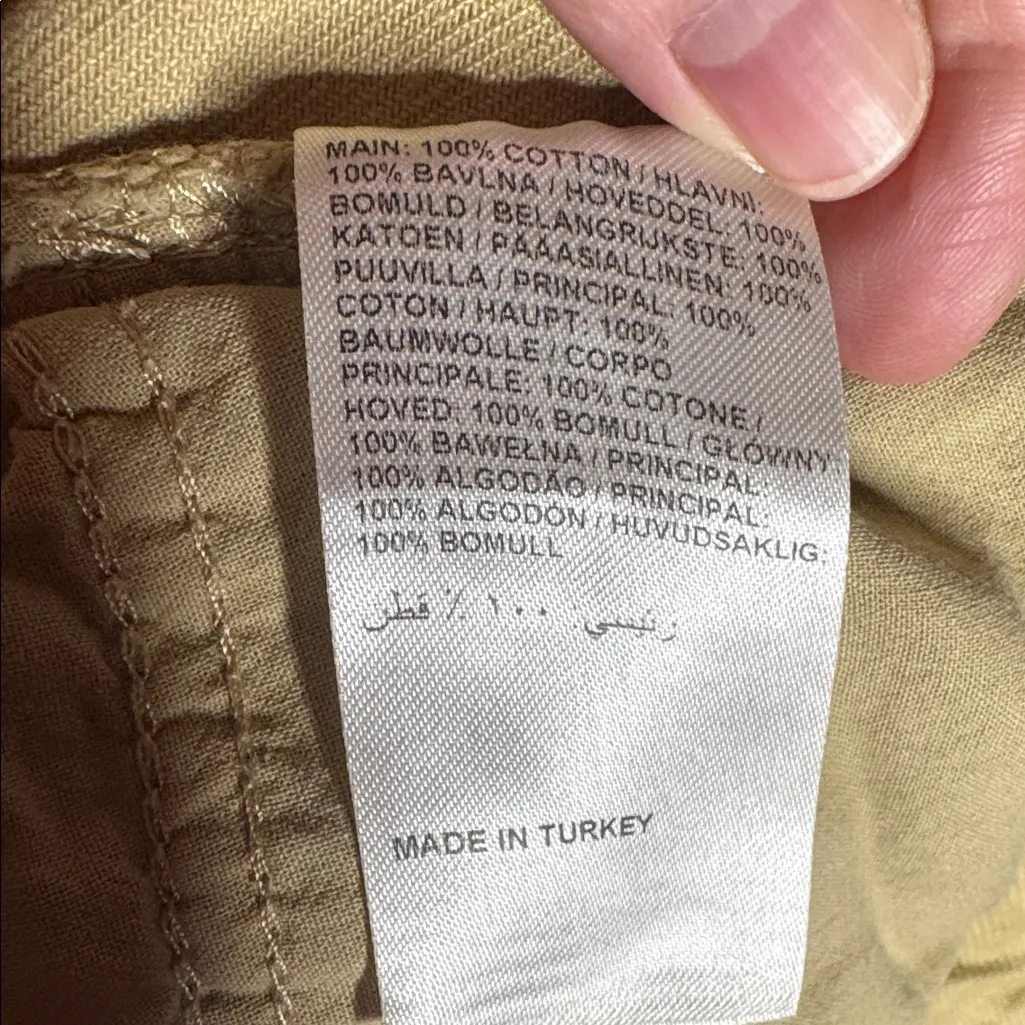 MAIN: 100% COTTON / HLAVNI:
100% BAVLNA / HOVEDDEL: 100%
BOMULD / BELANGRIJKSTE: 100%
KATOEN / PÄÄASIALLINEN: 100%
PUUVILLA / PRINCIPAL: 100%
COTON / HAUPT: 100%
BAUMWOLLE / CORPO
PRINCIPALE: 100% COTONE /
HOVED: 100% BOMULL / GŁÓWNY
100% BAWEŁNA / PRINCIPAL:
100% ALGODÃO / PRINCIPAL:
100% ALGODÓN / HUVUDSAKLIG:
100% BOMULL
رئيسي ١٠٠ ٪ قطن
MADE IN TURKEY